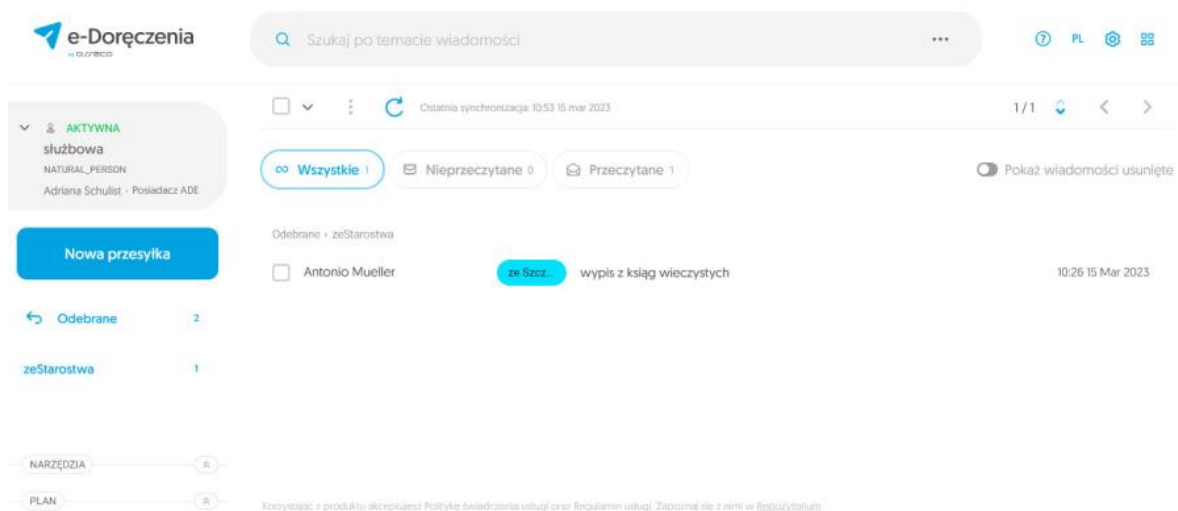 e-Doręczenia
by asseco
Szukaj po temacie wiadomości
PL
AKTYWNA
służbowa
NATURAL_PERSON
Adriana Schulist - Posiadacz ADE
Ostatnia synchronizacja: 10:53 15 mar 2023
1/1
Wszystkie 1
Nieprzeczytane 0
Przeczytane 1
Pokaż wiadomości usunięte
Nowa przesyłka
Odebrane › zeStarostwa
Antonio Mueller ze Szcz... wypis z ksiąg wieczystych 10:26 15 Mar 2023
Odebrane 2
zeStarostwa 1
NARZĘDZIA
PLAN
Korzystając z produktu akceptujesz Politykę świadczenia usługi oraz Regulamin usługi. Zapoznaj się z nimi w Repozytorium